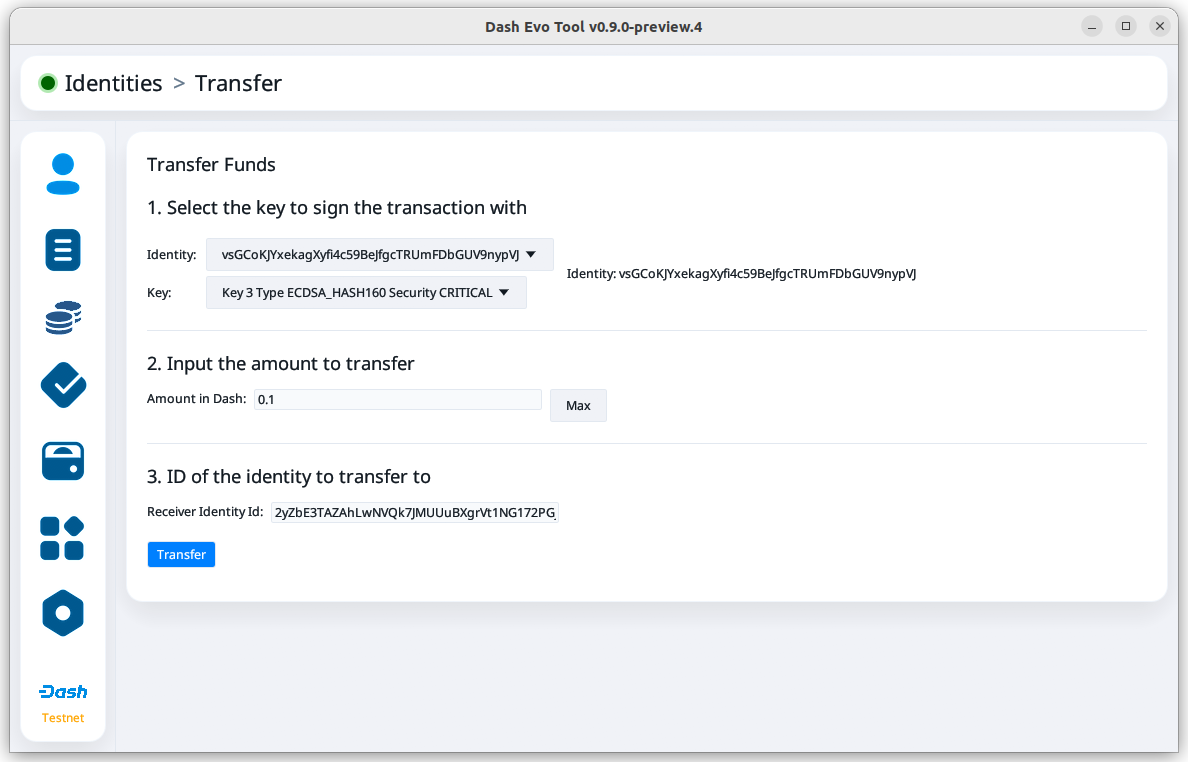 Dash Evo Tool v0.9.0-preview.4
Identities > Transfer
Transfer Funds
1. Select the key to sign the transaction with
Identity: vsGCoKJYxekagXyfi4c59BeJfgcTRUmFDbGUV9nypVJ
Identity: vsGCoKJYxekagXyfi4c59BeJfgcTRUmFDbGUV9nypVJ
Key: Key 3 Type ECDSA_HASH160 Security CRITICAL
2. Input the amount to transfer
Amount in Dash: 0.1 Max
3. ID of the identity to transfer to
Receiver Identity Id: 2yZbE3TAZAhLwNVQk7JMUUuBXgrVt1NG172PG
Transfer
Dash
Testnet